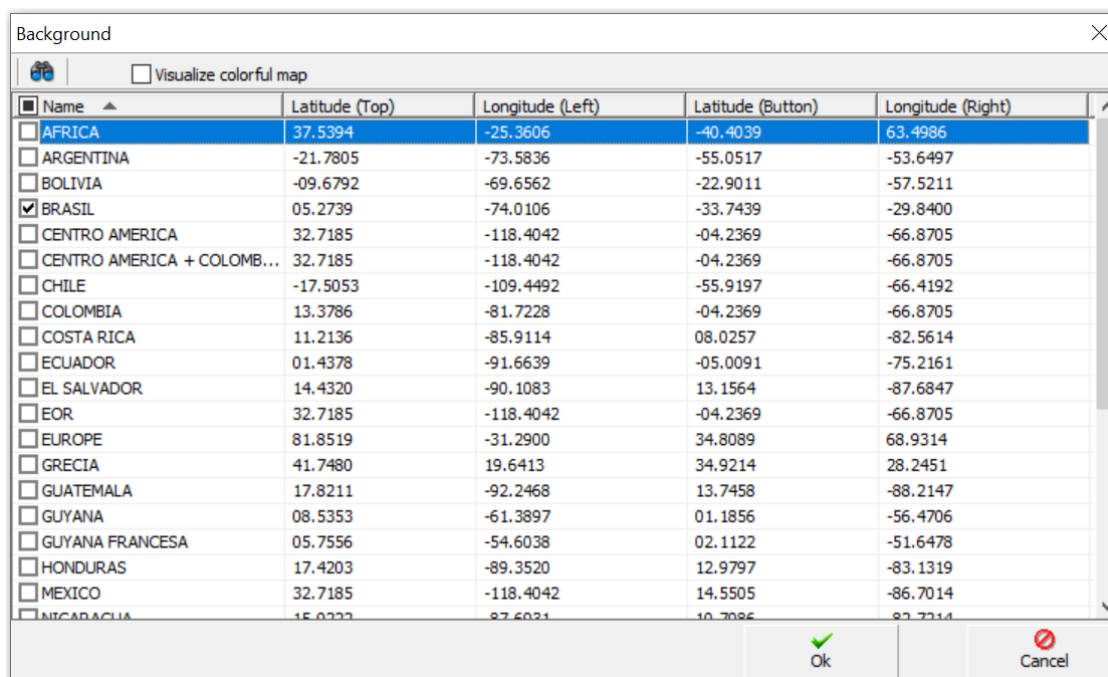 Background
Visualize colorful map
Name Latitude (Top) Longitude (Left) Latitude (Button) Longitude (Right)
AFRICA 37.5394 -25.3606 -40.4039 63.4986
ARGENTINA -21.7805 -73.5836 -55.0517 -53.6497
BOLIVIA -09.6792 -69.6562 -22.9011 -57.5211
BRASIL 05.2739 -74.0106 -33.7439 -29.8400
CENTRO AMERICA 32.7185 -118.4042 -04.2369 -66.8705
CENTRO AMERICA + COLOMB... 32.7185 -118.4042 -04.2369 -66.8705
CHILE -17.5053 -109.4492 -55.9197 -66.4192
COLOMBIA 13.3786 -81.7228 -04.2369 -66.8705
COSTA RICA 11.2136 -85.9114 08.0257 -82.5614
ECUADOR 01.4378 -91.6639 -05.0091 -75.2161
EL SALVADOR 14.4320 -90.1083 13.1564 -87.6847
EOR 32.7185 -118.4042 -04.2369 -66.8705
EUROPE 81.8519 -31.2900 34.8089 68.9314
GRECIA 41.7480 19.6413 34.9214 28.2451
GUATEMALA 17.8211 -92.2468 13.7458 -88.2147
GUYANA 08.5353 -61.3897 01.1856 -56.4706
GUYANA FRANCESA 05.7556 -54.6038 02.1122 -51.6478
HONDURAS 17.4203 -89.3520 12.9797 -83.1319
MEXICO 32.7185 -118.4042 14.5505 -86.7014
NICARAGUA
Ok Cancel